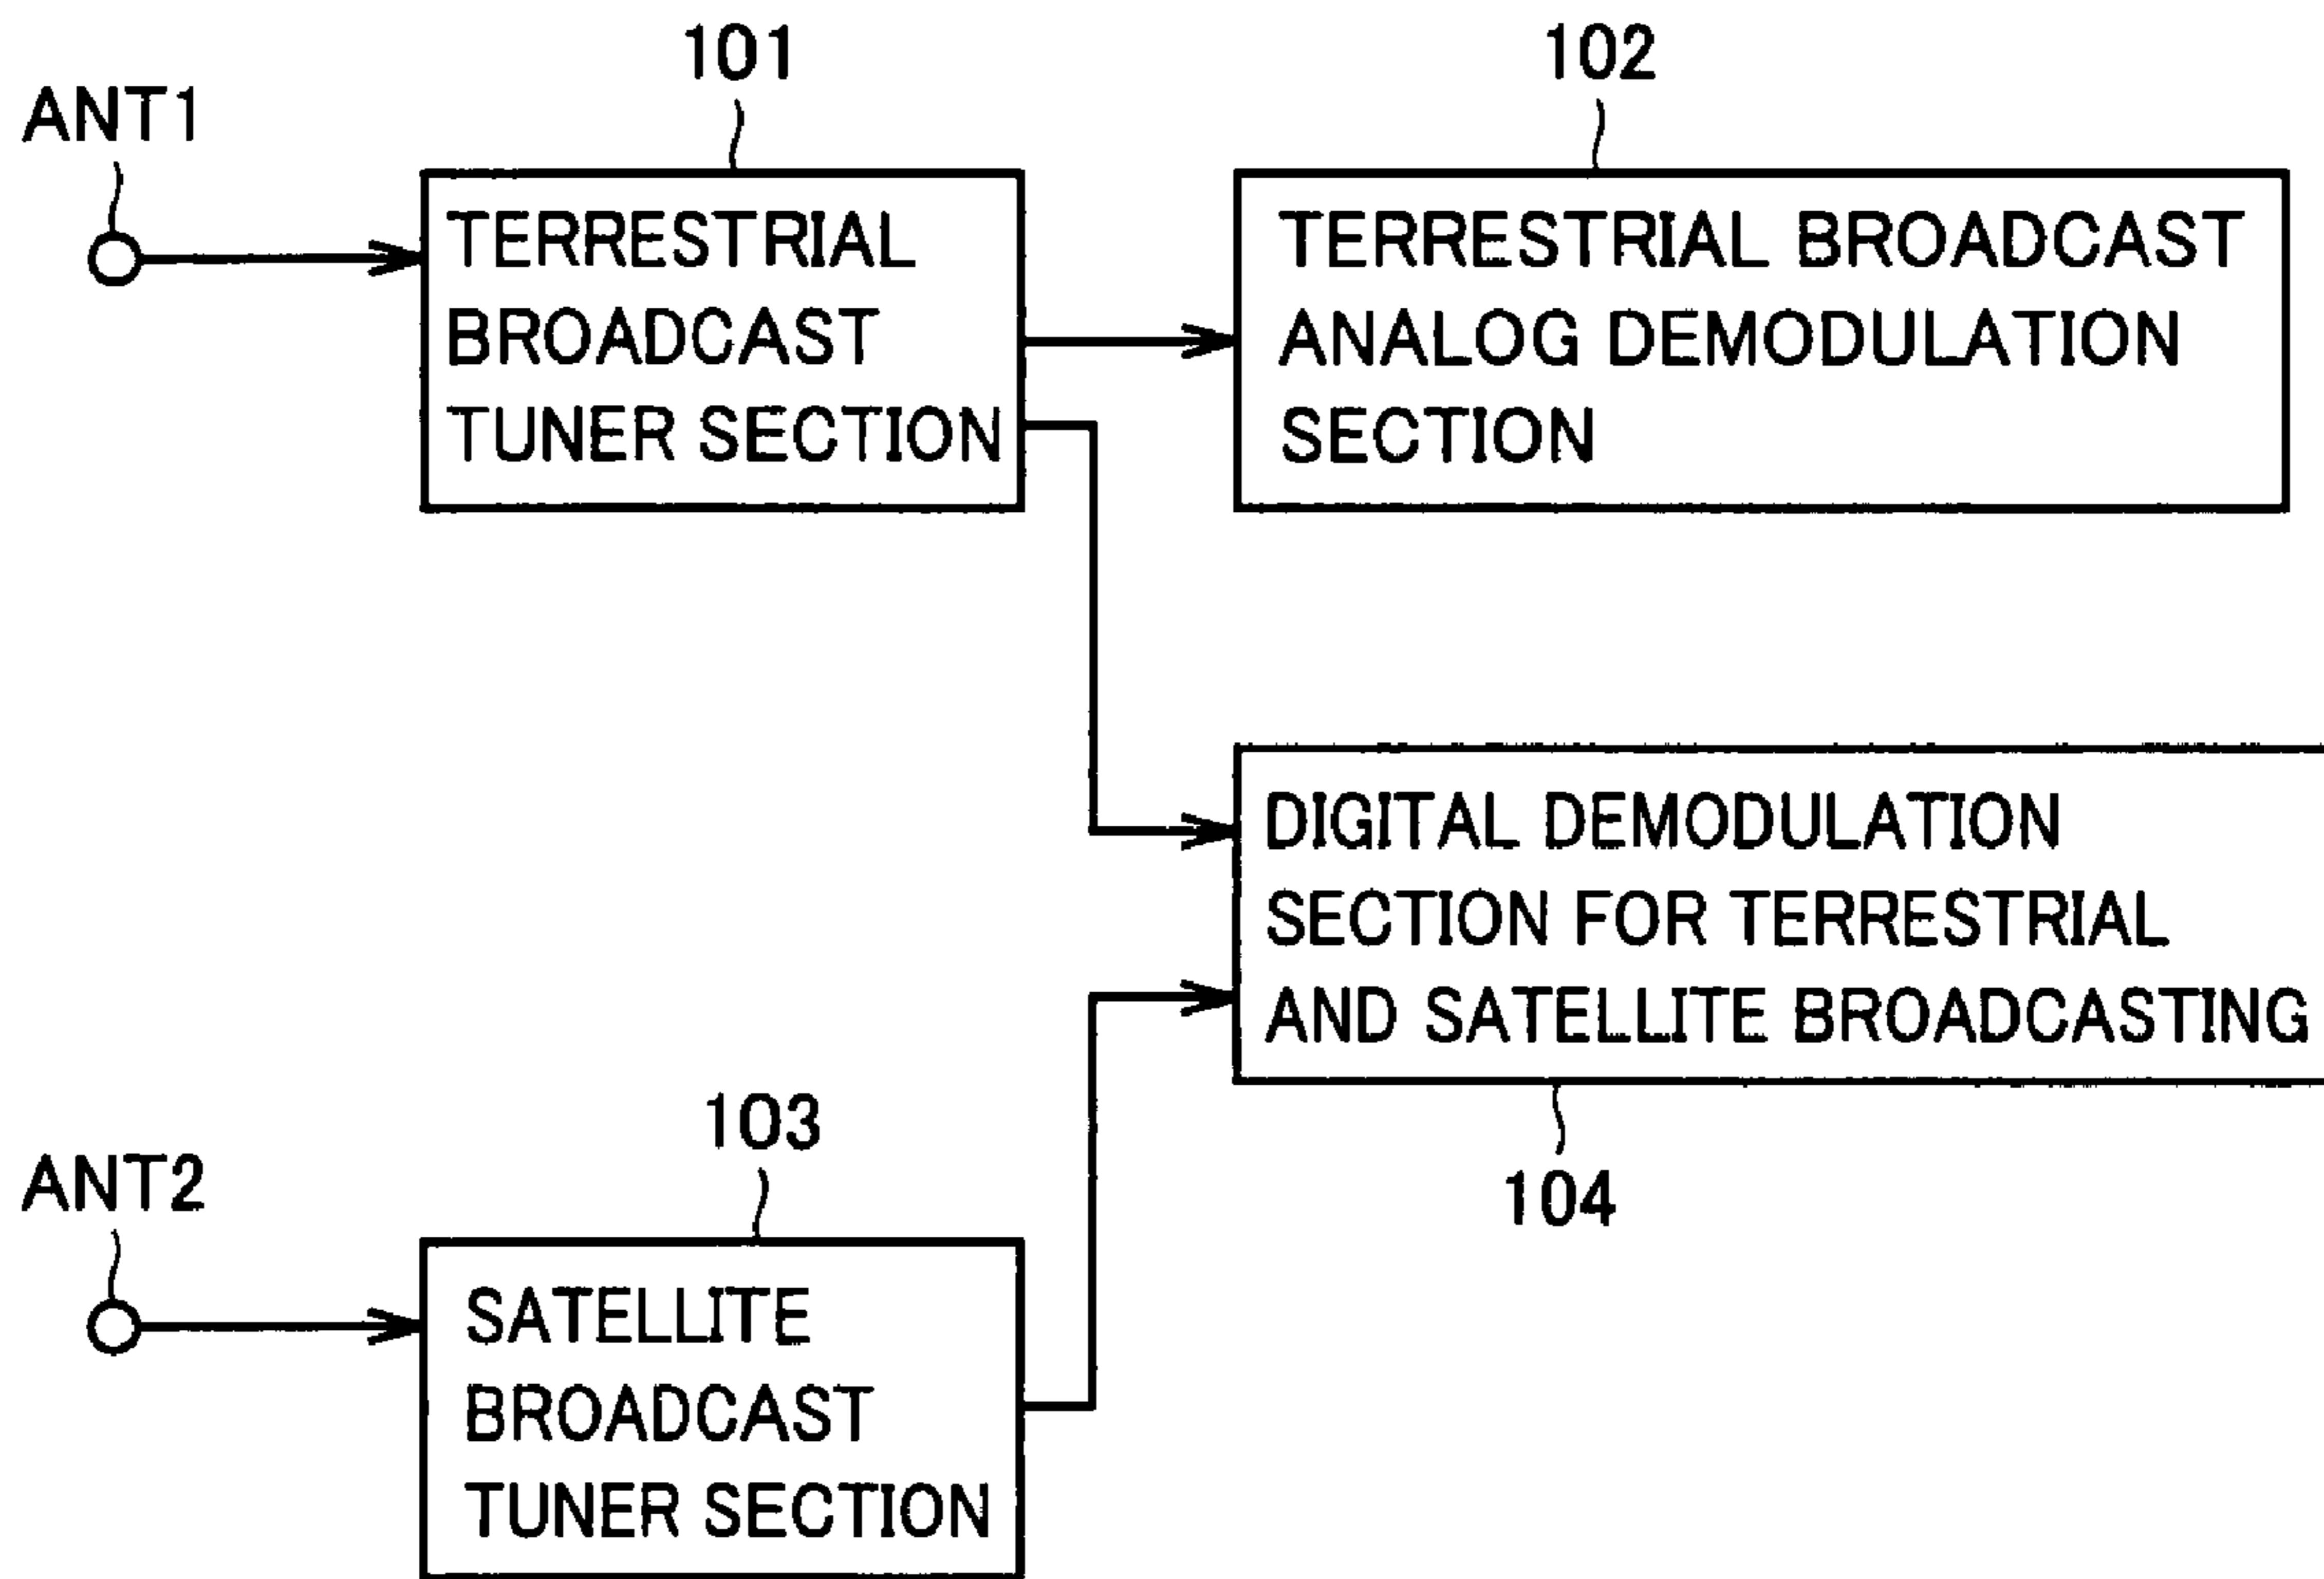 101
102
ANT1
TERRESTRIAL
BROADCAST
TUNER SECTION
TERRESTRIAL BROADCAST
ANALOG DEMODULATION
SECTION
DIGITAL DEMODULATION
SECTION FOR TERRESTRIAL
AND SATELLITE BROADCASTING
104
103
ANT2
SATELLITE
BROADCAST
TUNER SECTION